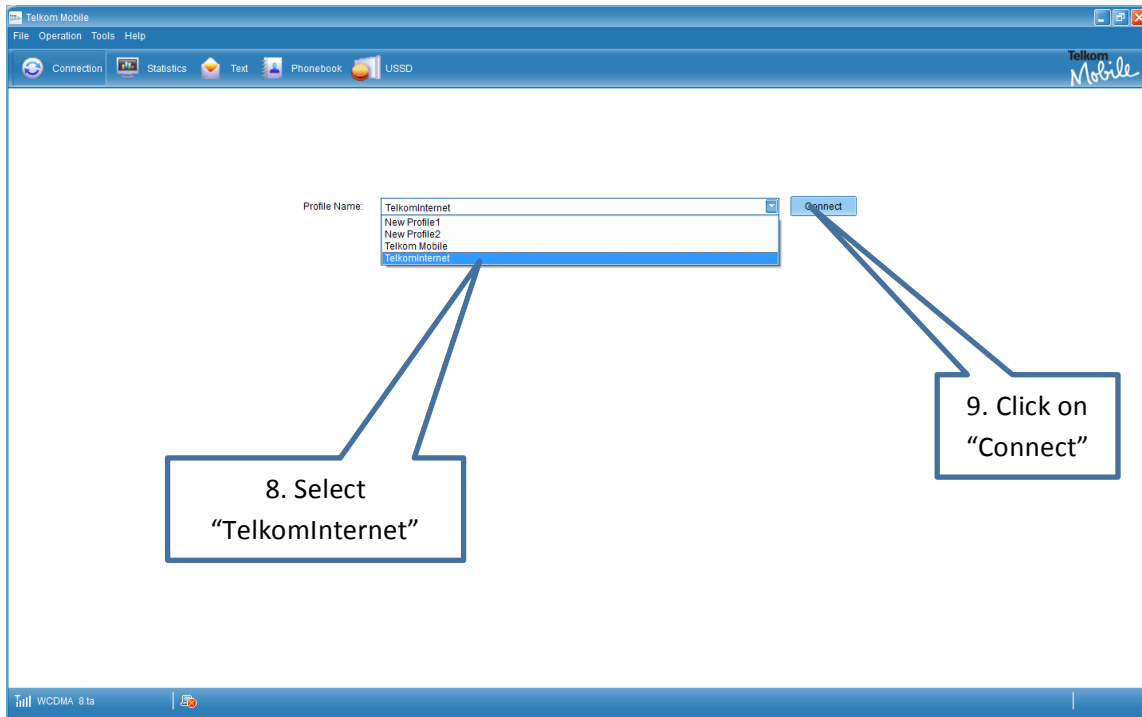 Telkom Mobile
File Operation Tools Help
Connection Statistics Text Phonebook USSD
Telkom
Mobile
Profile Name: TelkomInternet Connect
New Profile1
New Profile2
Telkom Mobile
TelkomInternet
9. Click on
“Connect”
8. Select
“TelkomInternet”
WCDMA 8.ta